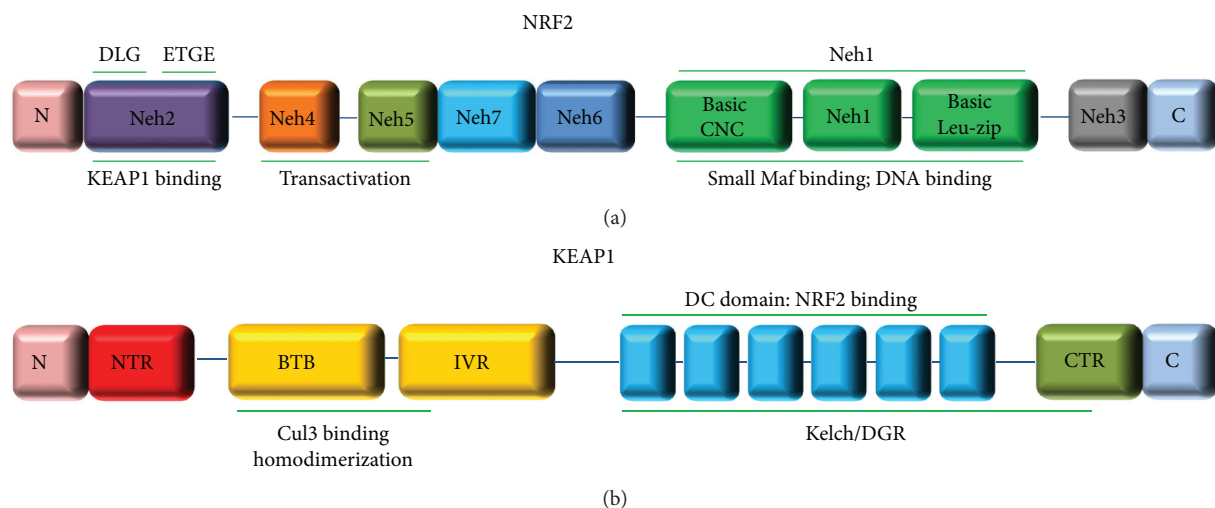 NRF2
DLG ETGE Neh1
N Neh2 Neh4 Neh5 Neh7 Neh6 Basic CNC Neh1 Basic Leu-zip Neh3 C
KEAP1 binding Transactivation Small Maf binding; DNA binding
(a)
KEAP1
DC domain: NRF2 binding
N NTR BTB IVR CTR C
Cul3 binding Kelch/DGR
homodimerization
(b)